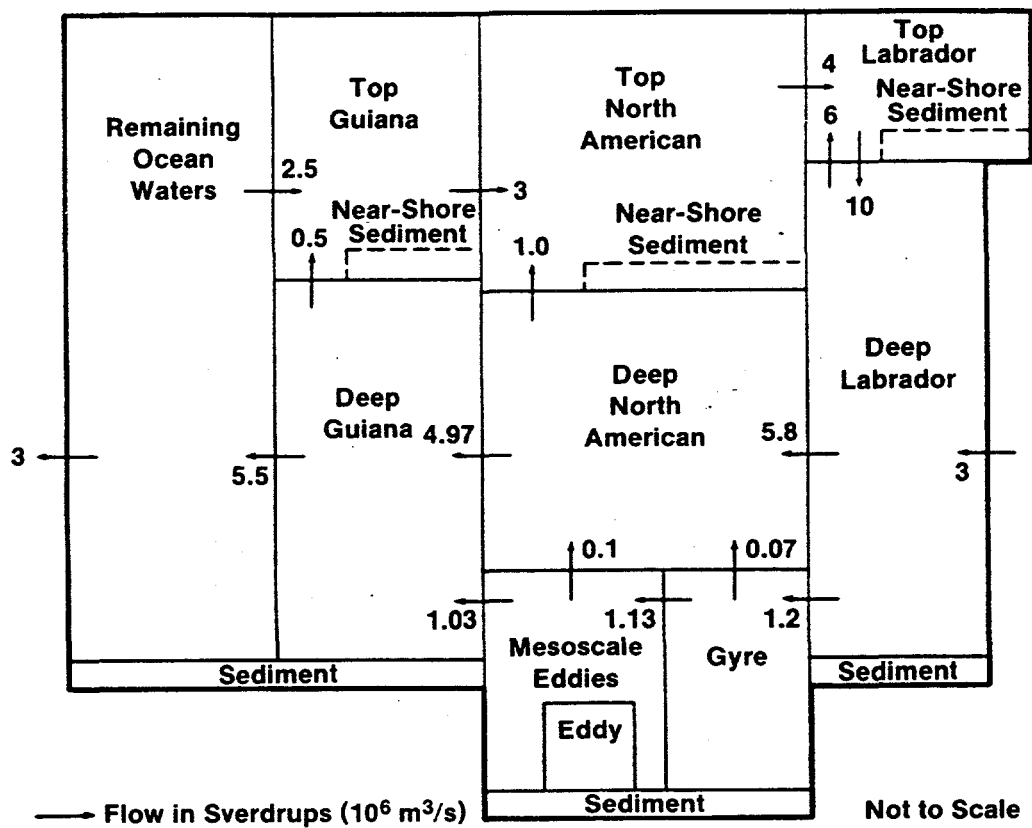 Top
Labrador
4
Near-Shore
Sediment
6
10
Top
North
American
Top
Guiana
Remaining
Ocean
Waters
2.5
3
Near-Shore
Sediment
0.5
Near-Shore
Sediment
1.0
Deep
Labrador
Deep
North
American
Deep
Guiana
4.97
5.8
3
5.5
3
0.1
0.07
1.03
1.13
1.2
Mesoscale
Eddies
Gyre
Sediment
Sediment
Eddy
Sediment
Flow in Sverdrups (10⁶ m³/s)
Not to Scale